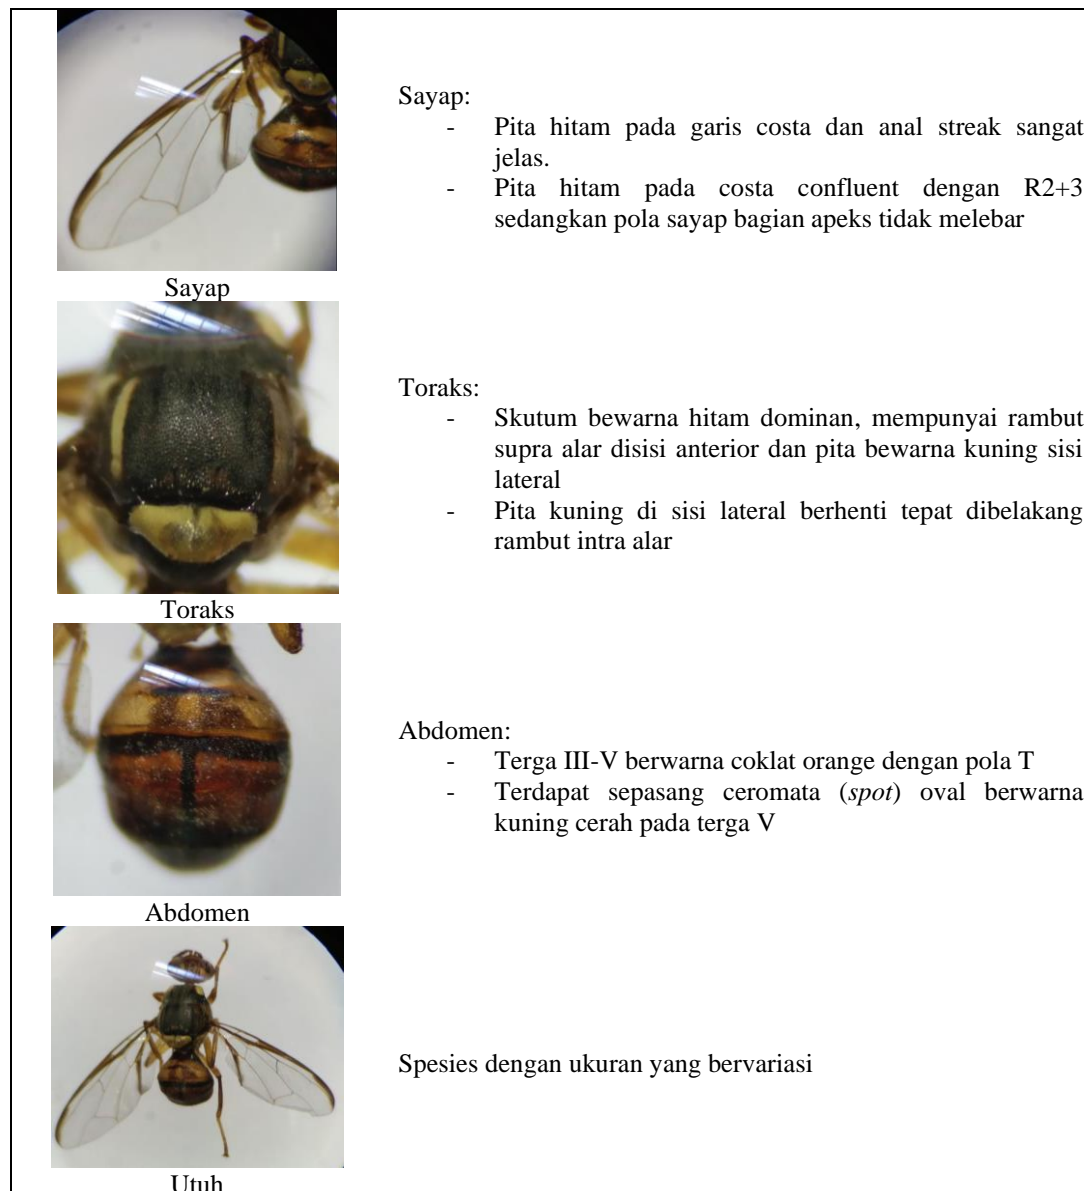 Sayap:
- Pita hitam pada garis costa dan anal streak sangat
jelas.
- Pita hitam pada costa confluent dengan R2+3
sedangkan pola sayap bagian apeks tidak melebar
Sayap
Toraks:
- Skutum bewarna hitam dominan, mempunyai rambut
supra alar disisi anterior dan pita bewarna kuning sisi
lateral
- Pita kuning di sisi lateral berhenti tepat dibelakang
rambut intra alar
Toraks
Abdomen:
- Terga III-V berwarna coklat orange dengan pola T
- Terdapat sepasang ceromata (spot) oval berwarna
kuning cerah pada terga V
Abdomen
Spesies dengan ukuran yang bervariasi
Utuh